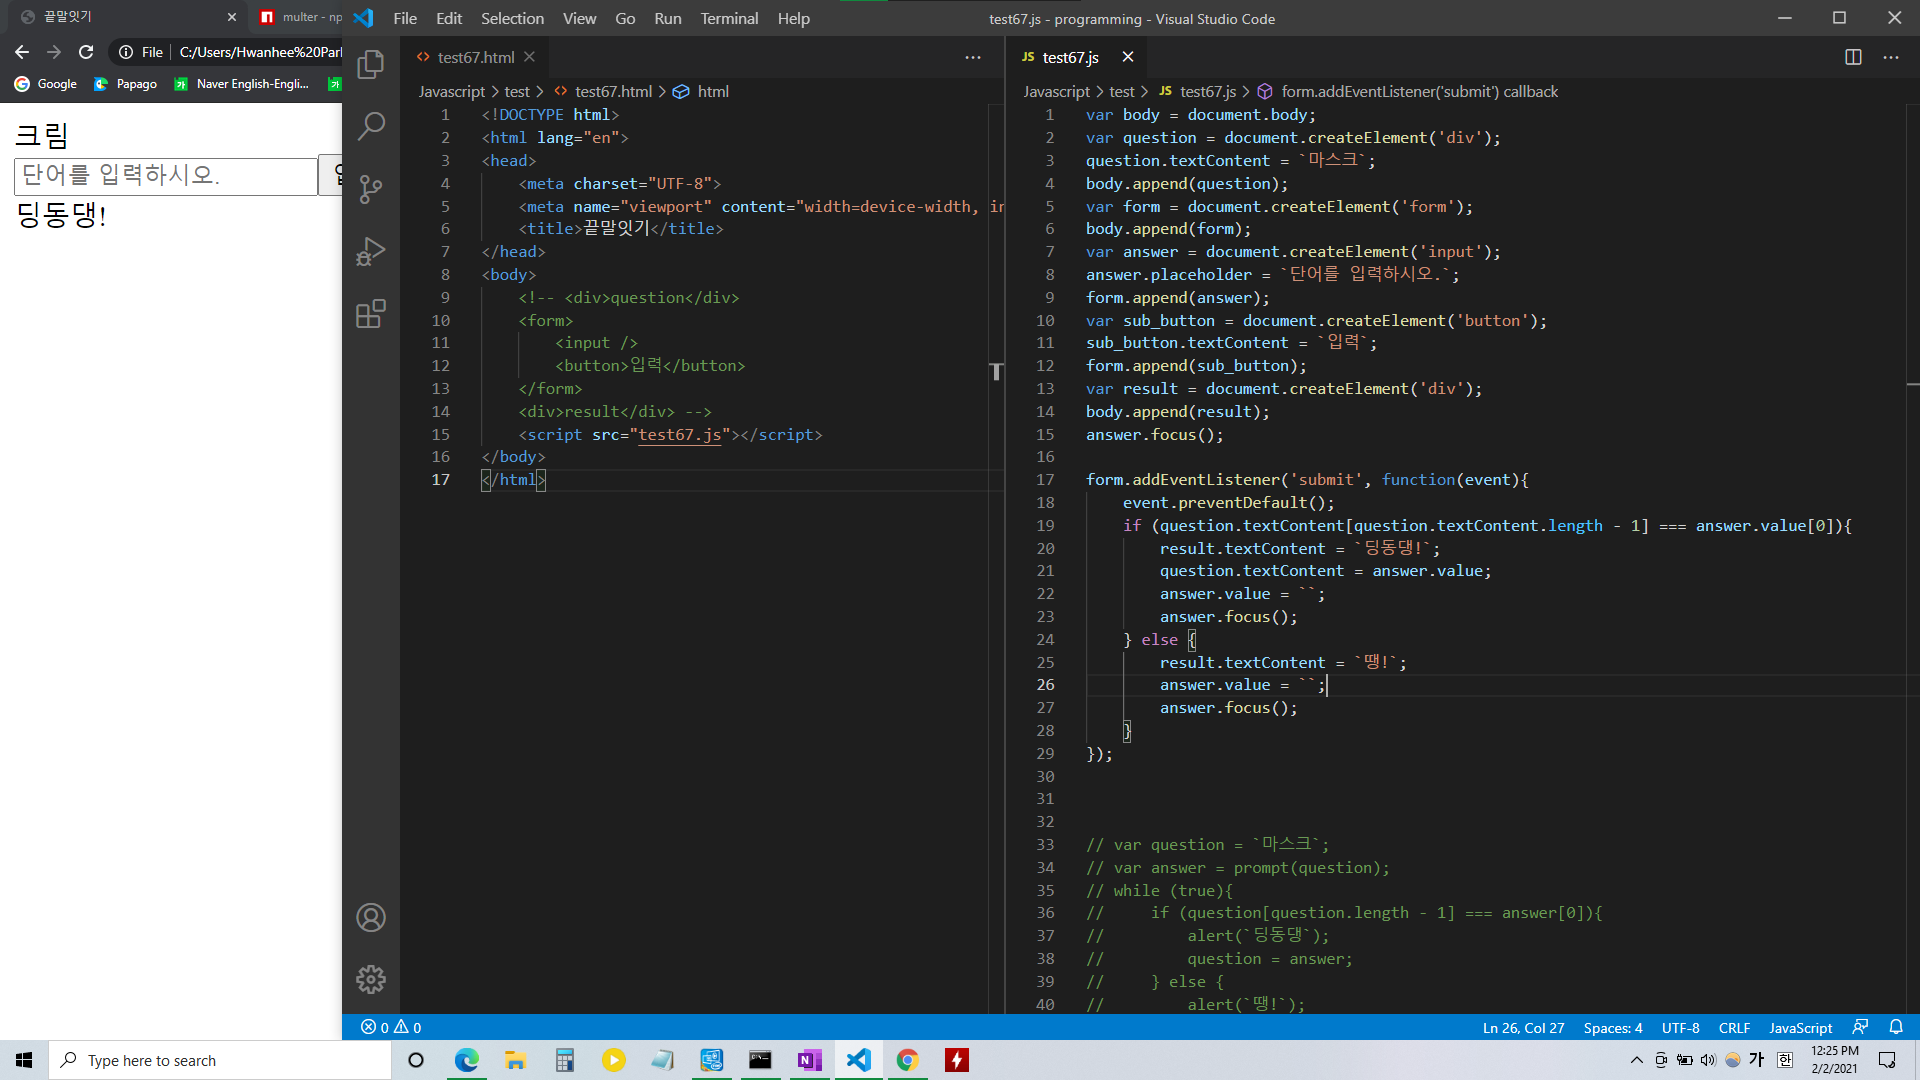 끝말잇기
multer - np
File
C:/Users/Hwanhee%20Parl
Google
Papago
Naver English-Engli...
크림
단어를 입력하시오.
딩동댕!
File Edit Selection View Go Run Terminal Help
test67.js - programming - Visual Studio Code
test67.html
Javascript > test > test67.html > html
1 <!DOCTYPE html>
2 <html lang="en">
3 <head>
4 <meta charset="UTF-8">
5 <meta name="viewport" content="width=device-width, in
6 <title>끝말잇기</title>
7 </head>
8 <body>
9 <!-- <div>question</div>
10 <form>
11 <input />
12 <button>입력</button>
13 </form>
14 <div>result</div> -->
15 <script src="test67.js"></script>
16 </body>
17 </html>
JS test67.js
Javascript > test > JS test67.js > form.addEventListener('submit') callback
1 var body = document.body;
2 var question = document.createElement('div');
3 question.textContent = `마스크`;
4 body.append(question);
5 var form = document.createElement('form');
6 body.append(form);
7 var answer = document.createElement('input');
8 answer.placeholder = `단어를 입력하시오.`;
9 form.append(answer);
10 var sub_button = document.createElement('button');
11 sub_button.textContent = `입력`;
12 form.append(sub_button);
13 var result = document.createElement('div');
14 body.append(result);
15 answer.focus();
16
17 form.addEventListener('submit', function(event){
18 event.preventDefault();
19 if (question.textContent[question.textContent.length - 1] === answer.value[0]){
20 result.textContent = `딩동댕!`;
21 question.textContent = answer.value;
22 answer.value = ``;
23 answer.focus();
24 } else {
25 result.textContent = `땡!`;
26 answer.value = ``;
27 answer.focus();
28 }
29 });
30
31
32
33 // var question = `마스크`;
34 // var answer = prompt(question);
35 // while (true){
36 // if (question[question.length - 1] === answer[0]){
37 // alert(`딩동댕`);
38 // question = answer;
39 // } else {
40 // alert(`땡!`);
0 0
Ln 26, Col 27 Spaces: 4 UTF-8 CRLF JavaScript
Type here to search
가 한
12:25 PM
2/2/2021